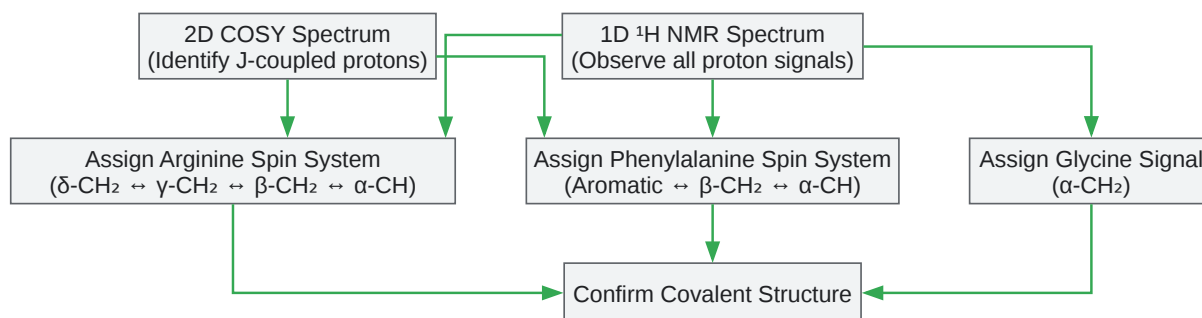 2D COSY Spectrum
(Identify J-coupled protons)
1D ¹H NMR Spectrum
(Observe all proton signals)
Assign Arginine Spin System
(δ-CH₂ ↔ γ-CH₂ ↔ β-CH₂ ↔ α-CH)
Assign Phenylalanine Spin System
(Aromatic ↔ β-CH₂ ↔ α-CH)
Assign Glycine Signal
(α-CH₂)
Confirm Covalent Structure